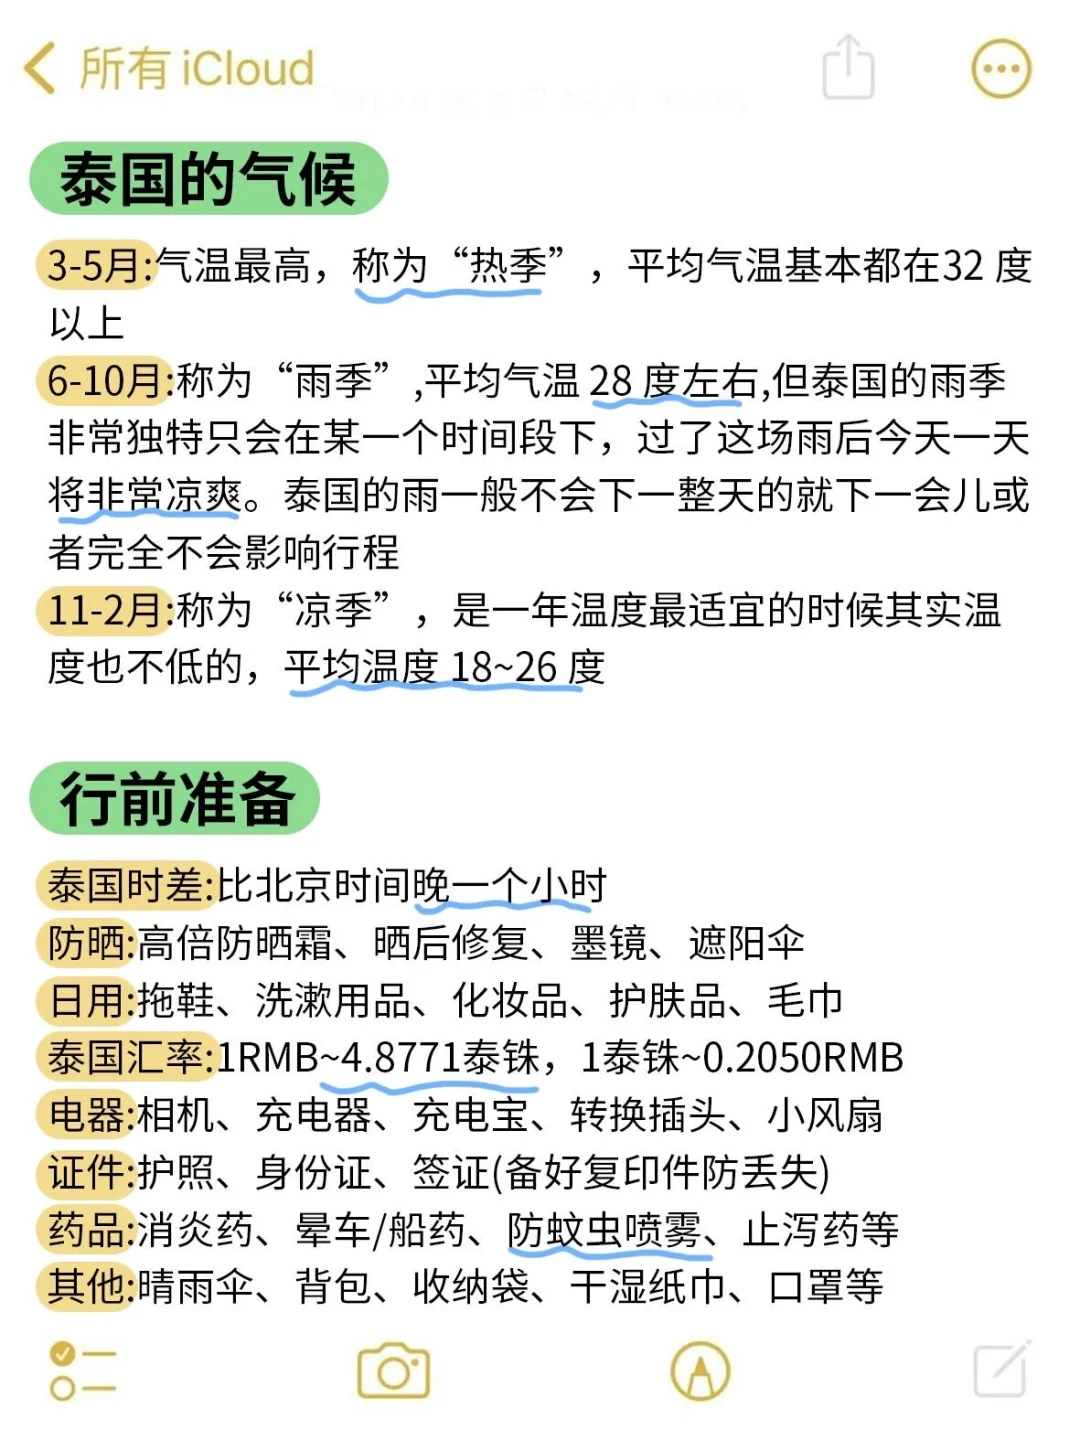 所有 iCloud
泰国的气候
3-5月:气温最高，称为“热季”，平均气温基本都在32 度
以上
6-10月:称为“雨季”,平均气温 28 度左右,但泰国的雨季
非常独特只会在某一个时间段下，过了这场雨后今天一天
将非常凉爽。泰国的雨一般不会下一整天的就下一会儿或
者完全不会影响行程
11-2月:称为“凉季”，是一年温度最适宜的时候其实温
度也不低的，平均温度 18~26 度
行前准备
泰国时差:比北京时间晚一个小时
防晒:高倍防晒霜、晒后修复、墨镜、遮阳伞
日用:拖鞋、洗漱用品、化妆品、护肤品、毛巾
泰国汇率:1RMB~4.8771泰铢，1泰铢~0.2050RMB
电器:相机、充电器、充电宝、转换插头、小风扇
证件:护照、身份证、签证(备好复印件防丢失)
药品:消炎药、晕车/船药、防蚊虫喷雾、止泻药等
其他:晴雨伞、背包、收纳袋、干湿纸巾、口罩等